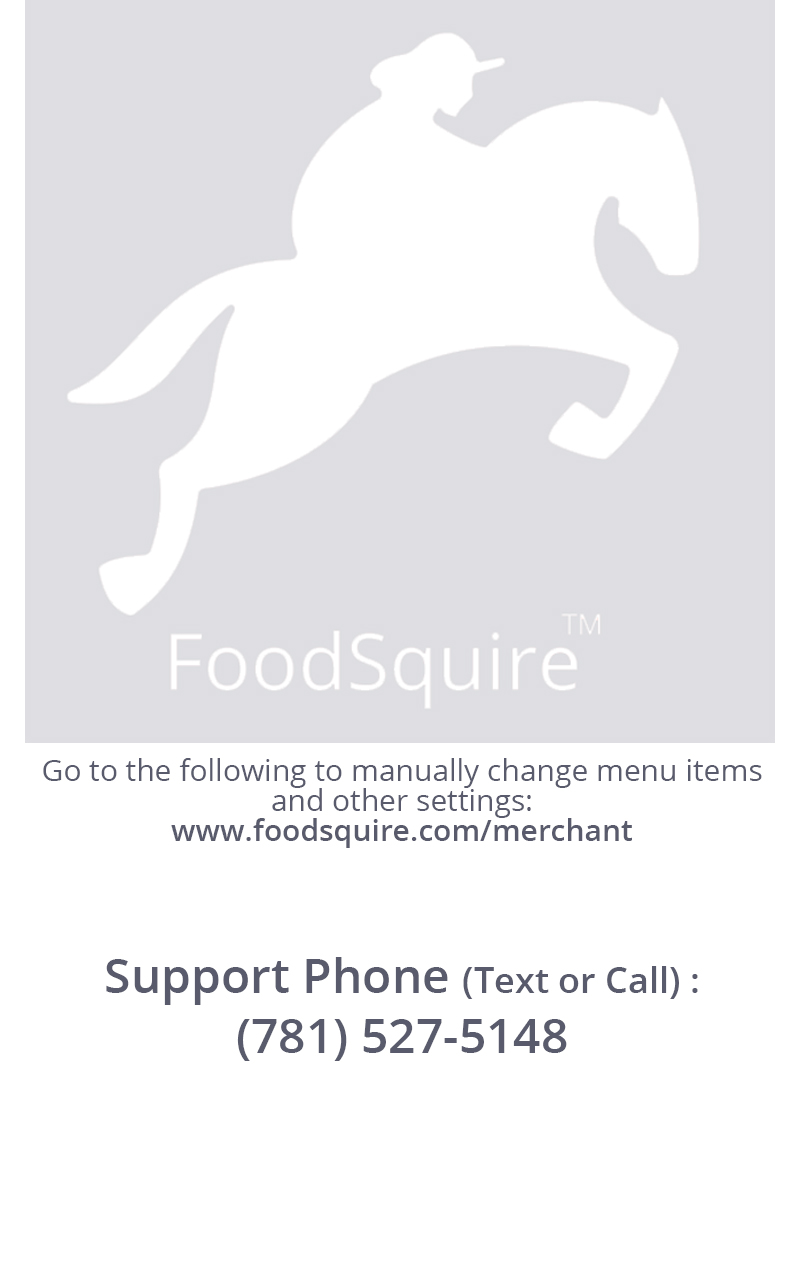 FoodSquire™
Go to the following to manually change menu items
and other settings:
www.foodsquire.com/merchant
Support Phone (Text or Call) :
(781) 527-5148